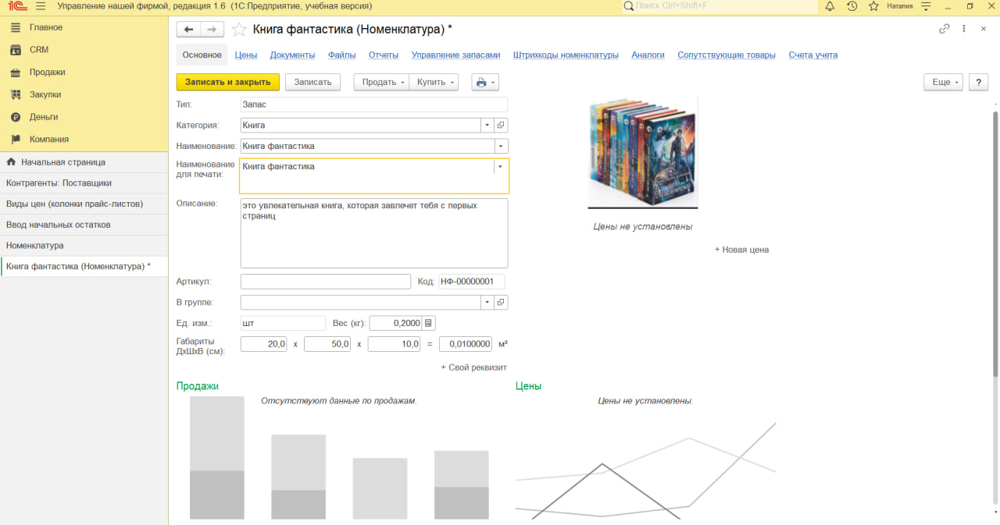 1С Управление нашей фирмой, редакция 1.6 (1С:Предприятие, учебная версия)
Поиск Ctrl+Shift+F
Наталия
Главное
CRM
Продажи
Закупки
Деньги
Компания
Начальная страница
Контрагенты: Поставщики
Виды цен (колонки прайс-листов)
Ввод начальных остатков
Номенклатура
Книга фантастика (Номенклатура) *
Книга фантастика (Номенклатура) *
Основное Цены Документы Файлы Отчеты Управление запасами Штрихкоды номенклатуры Аналоги Сопутствующие товары Счета учета
Записать и закрыть Записать Продать Купить Еще ?
Тип: Запас
Категория: Книга
Наименование: Книга фантастика
Наименование для печати: Книга фантастика
Описание: это увлекательная книга, которая завлечет тебя с первых
страниц
Цены не установлены
+ Новая цена
Артикул: Код: НФ-00000001
В группе:
Ед. изм.: шт Вес (кг): 0,2000
Габариты
ДхШхВ (см): 20,0 x 50,0 x 10,0 = 0,0100000 м³
+ Свой реквизит
Продажи
Отсутствуют данные по продажам.
Цены
Цены не установлены.